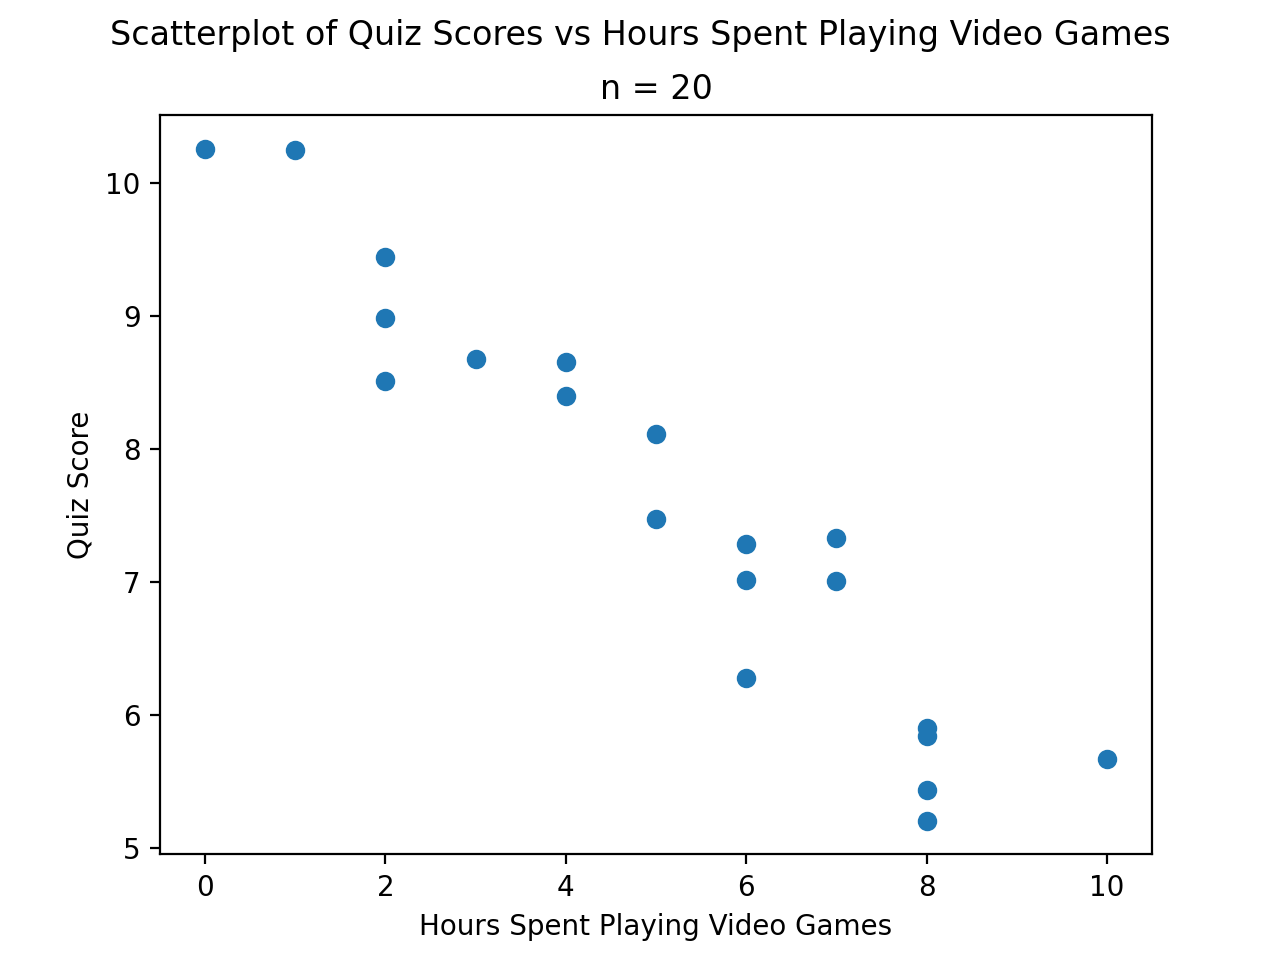 Scatterplot of Quiz Scores vs Hours Spent Playing Video Games
n = 20
10
9
8
7
6
5
Quiz Score
0 2 4 6 8 10
Hours Spent Playing Video Games